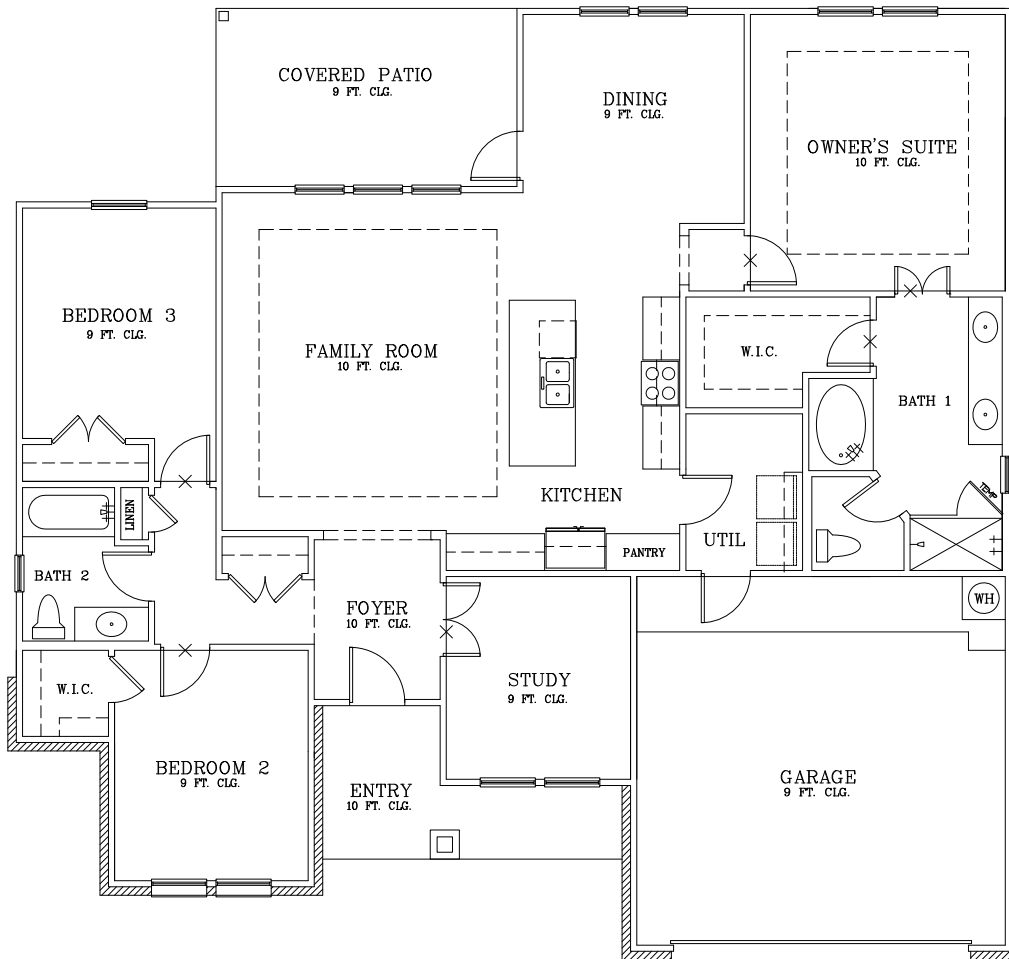 COVERED PATIO
9 FT. CLG.
DINING
9 FT. CLG.
OWNER'S SUITE
10 FT. CLG.
BEDROOM 3
9 FT. CLG.
FAMILY ROOM
10 FT. CLG.
W.I.C.
BATH 1
KITCHEN
TEMP
LINEN
UTIL
PANTRY
BATH 2
FOYER
10 FT. CLG.
WH
STUDY
9 FT. CLG.
W.I.C.
BEDROOM 2
9 FT. CLG.
ENTRY
10 FT. CLG.
GARAGE
9 FT. CLG.